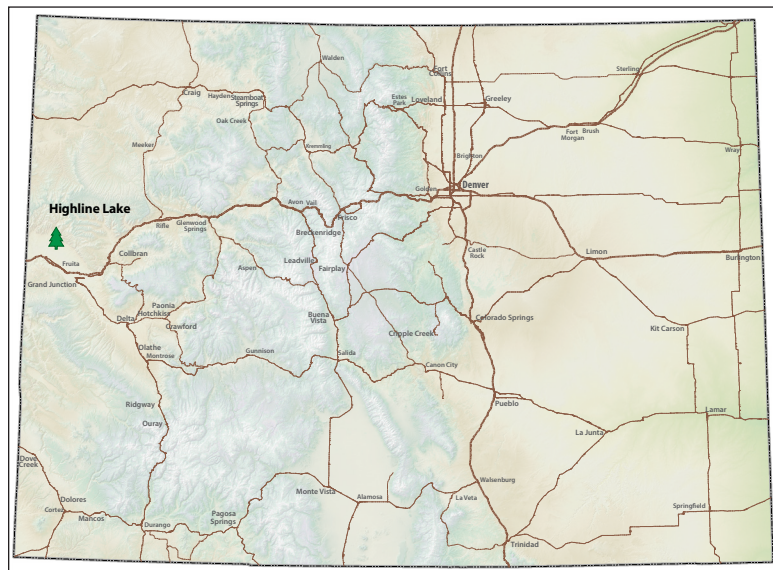 Walden
Fort
Collins
Sterling
Craig
Hayden
Steamboat
Springs
Estes
Park
Loveland
Greeley
Oak Creek
Fort
Morgan
Brush
Meeker
Kremmling
Brighton
Wray
Golden
Denver
Highline Lake
Avon
Vail
Frisco
Rifle
Glenwood
Springs
Breckenridge
Castle
Rock
Limon
Burlington
Collbran
Fruita
Leadville
Aspen
Fairplay
Grand Junction
Paonia
Hotchkiss
Delta
Crawford
Buena
Vista
Colorado Springs
Cripple Creek
Kit Carson
Olathe
Montrose
Gunnison
Salida
Canon City
Ridgway
Pueblo
Ouray
Lamar
La Junta
Dove
Creek
Walsenburg
Monte Vista
Alamosa
La Veta
Dolores
Cortez
Mancos
Durango
Pagosa
Springs
Springfield
Trinidad